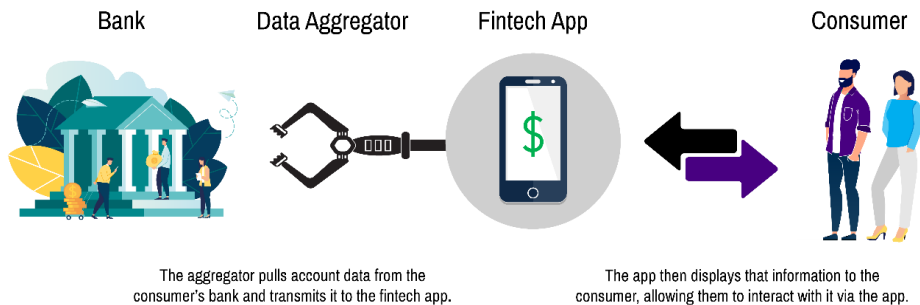 Bank
Data Aggregator
Fintech App
Consumer
$
The aggregator pulls account data from the
consumer's bank and transmits it to the fintech app.
The app then displays that information to the
consumer, allowing them to interact with it via the app.